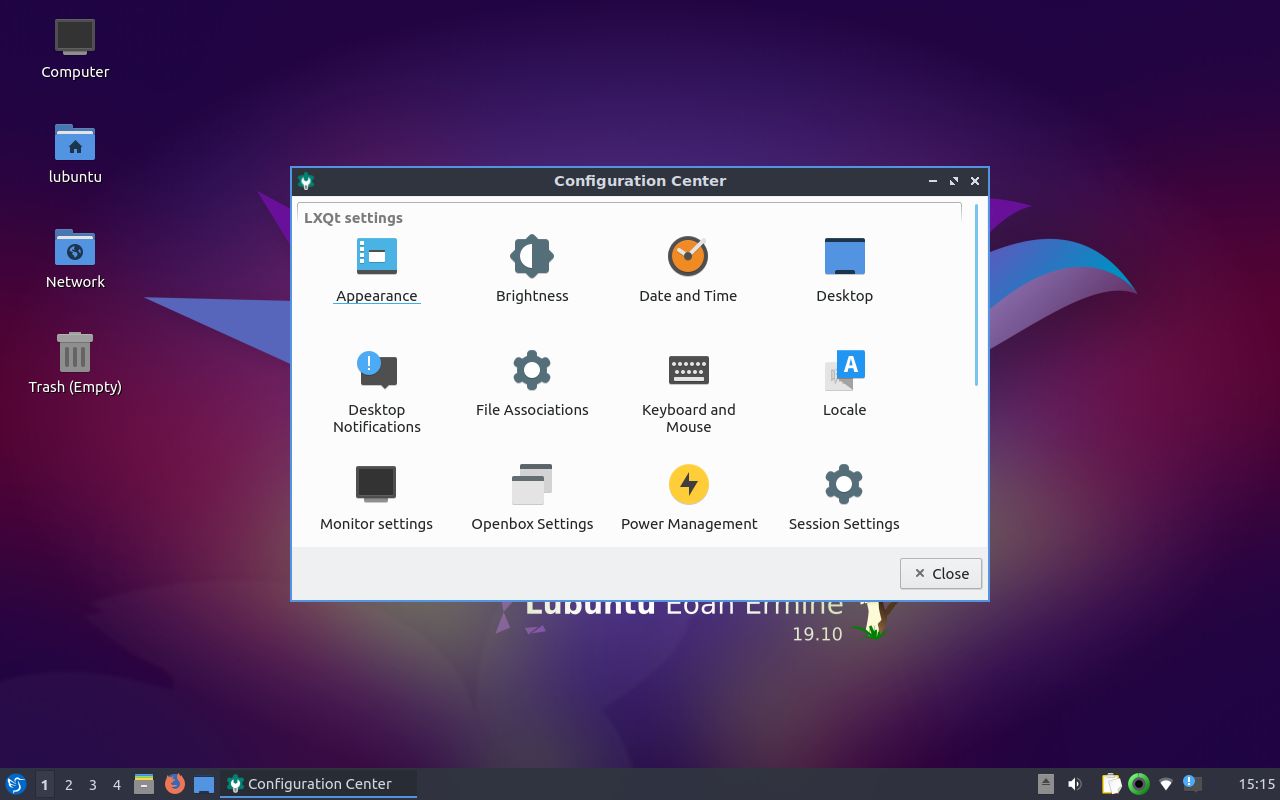 Computer
lubuntu
Network
Trash (Empty)
Configuration Center
LXQt settings
Appearance
Brightness
Date and Time
Desktop
Desktop
Notifications
File Associations
Keyboard and
Mouse
Locale
A
Monitor settings
Openbox Settings
Power Management
Session Settings
Close
Lubuntu Eoan Ermine
19.10
1 2 3 4
Configuration Center
15:15